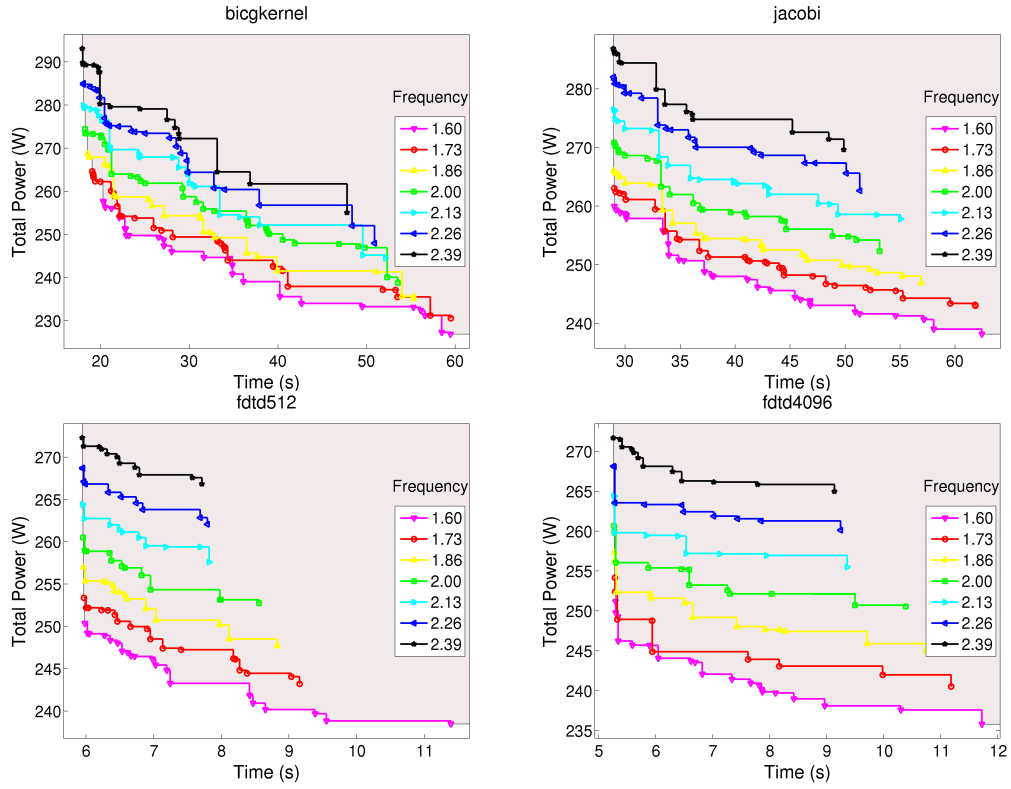 bicgkernel
Total Power (W)
290
280
270
260
250
240
230
20 30 40 50 60
Time (s)
Frequency
1.60
1.73
1.86
2.00
2.13
2.26
2.39
jacobi
Total Power (W)
280
270
260
250
240
30 35 40 45 50 55 60
Time (s)
Frequency
1.60
1.73
1.86
2.00
2.13
2.26
2.39
fdtd512
Total Power (W)
270
265
260
255
250
245
240
6 7 8 9 10 11
Time (s)
Frequency
1.60
1.73
1.86
2.00
2.13
2.26
2.39
fdtd4096
Total Power (W)
270
265
260
255
250
245
240
235
5 6 7 8 9 10 11 12
Time (s)
Frequency
1.60
1.73
1.86
2.00
2.13
2.26
2.39